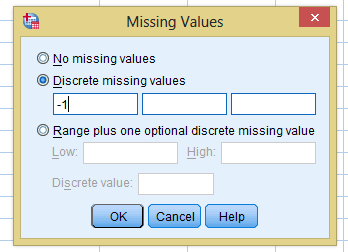 Missing Values
No missing values
Discrete missing values
-1
Range plus one optional discrete missing value
Low: High:
Discrete value:
OK Cancel Help